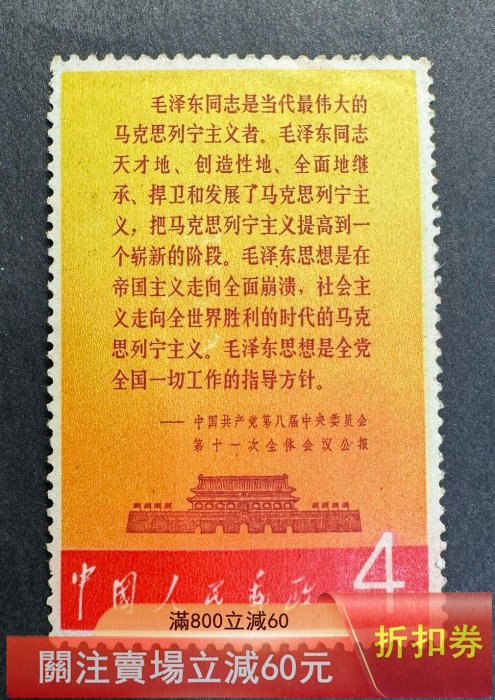 毛泽东同志是当代最伟大的
马克思列宁主义者。毛泽东同志
天才地、创造性地、全面地继
承、捍卫和发展了马克思列宁主
义，把马克思列宁主义提高到一
个崭新的阶段。毛泽东思想是在
帝国主义走向全面崩溃，社会主
义走向全世界胜利的时代的马克
思列宁主义。毛泽东思想是全党
全国一切工作的指导方针。
——中国共产党第八届中央委员会
第十一次全体会议公报
中国人民邮政
4
滿800立減60
折扣券
關注賣場立減60元